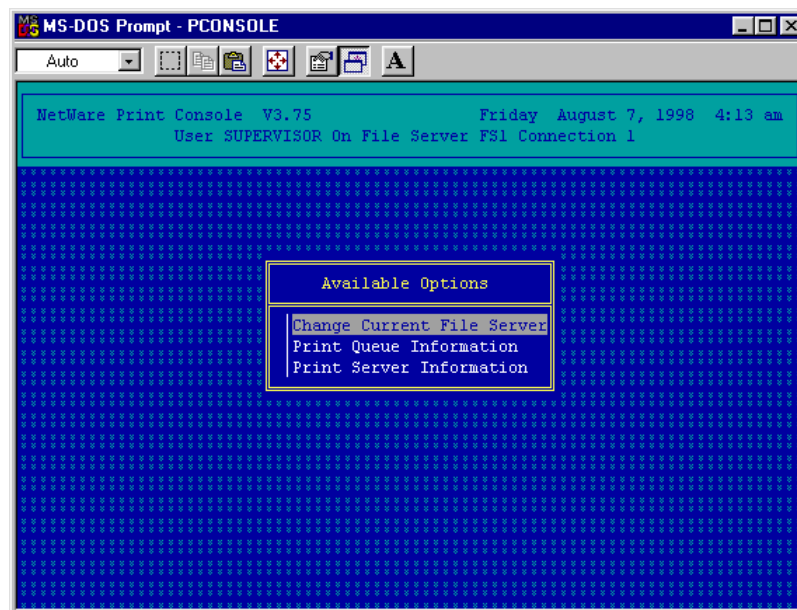 MS-DOS Prompt - PCONSOLE
Auto
A
NetWare Print Console V3.75 Friday August 7, 1998 4:13 am
User SUPERVISOR On File Server FS1 Connection 1
Available Options
Change Current File Server
Print Queue Information
Print Server Information